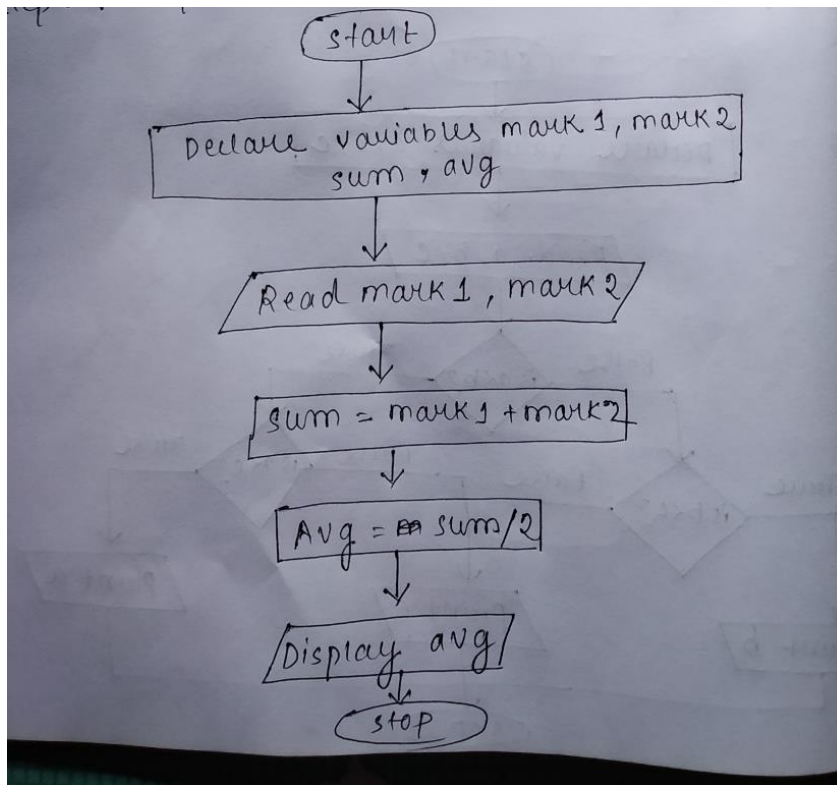 start
Declare variables mark 1, mark 2
sum, avg
Read mark 1, mark 2
sum = mark 1 + mark 2
Avg = sum/2
Display avg
stop